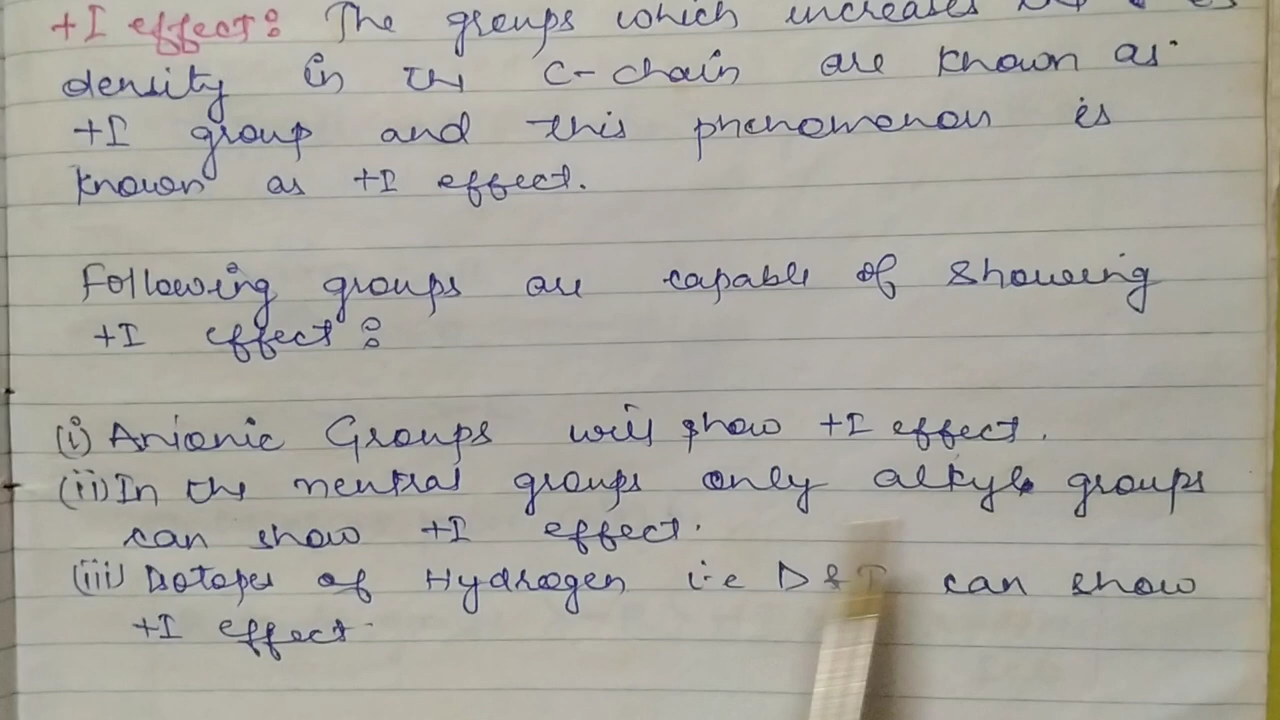 +I effect: The groups which increases
density in the C-chain are known as
+I group and this phenomenon is
known as +I effect.
Following groups are capable of showing
+I effect:
(i) Anionic Groups will show +I effect.
(ii) In the neutral groups only alkyl groups
can show +I effect.
(iii) Isotopes of Hydrogen i.e D & T can show
+I effect.